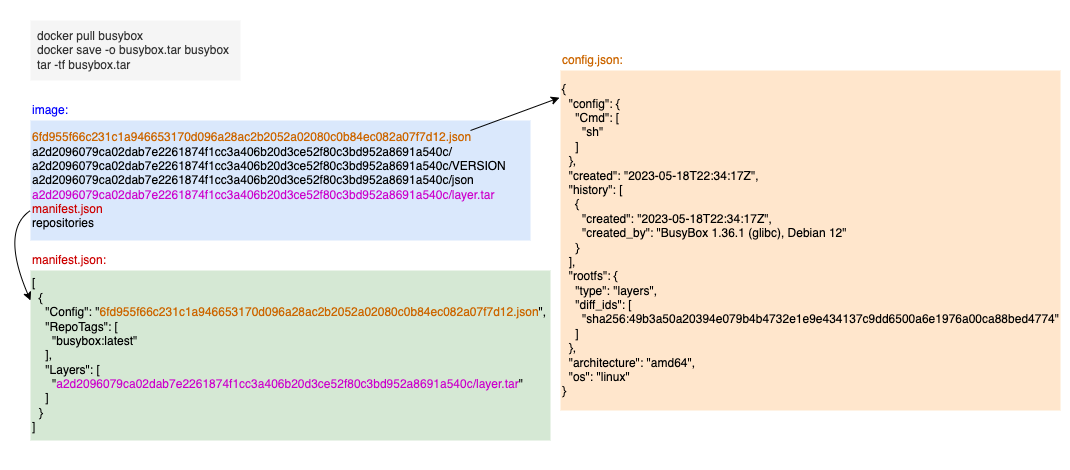 docker pull busybox
docker save -o busybox.tar busybox
tar -tf busybox.tar
image:
6fd955f66c231c1a946653170d096a28ac2b2052a02080c0b84ec082a07f7d12.json
a2d2096079ca02dab7e2261874f1cc3a406b20d3ce52f80c3bd952a8691a540c/
a2d2096079ca02dab7e2261874f1cc3a406b20d3ce52f80c3bd952a8691a540c/VERSION
a2d2096079ca02dab7e2261874f1cc3a406b20d3ce52f80c3bd952a8691a540c/json
a2d2096079ca02dab7e2261874f1cc3a406b20d3ce52f80c3bd952a8691a540c/layer.tar
manifest.json
repositories
manifest.json:
[
{
"Config": "6fd955f66c231c1a946653170d096a28ac2b2052a02080c0b84ec082a07f7d12.json",
"RepoTags": [
"busybox:latest"
],
"Layers": [
"a2d2096079ca02dab7e2261874f1cc3a406b20d3ce52f80c3bd952a8691a540c/layer.tar"
]
}
]
config.json:
{
"config": {
"Cmd": [
"sh"
]
},
"created": "2023-05-18T22:34:17Z",
"history": [
{
"created": "2023-05-18T22:34:17Z",
"created_by": "BusyBox 1.36.1 (glibc), Debian 12"
}
],
"rootfs": {
"type": "layers",
"diff_ids": [
"sha256:49b3a50a20394e079b4b4732e1e9e434137c9dd6500a6e1976a00ca88bed4774"
]
},
"architecture": "amd64",
"os": "linux"
}